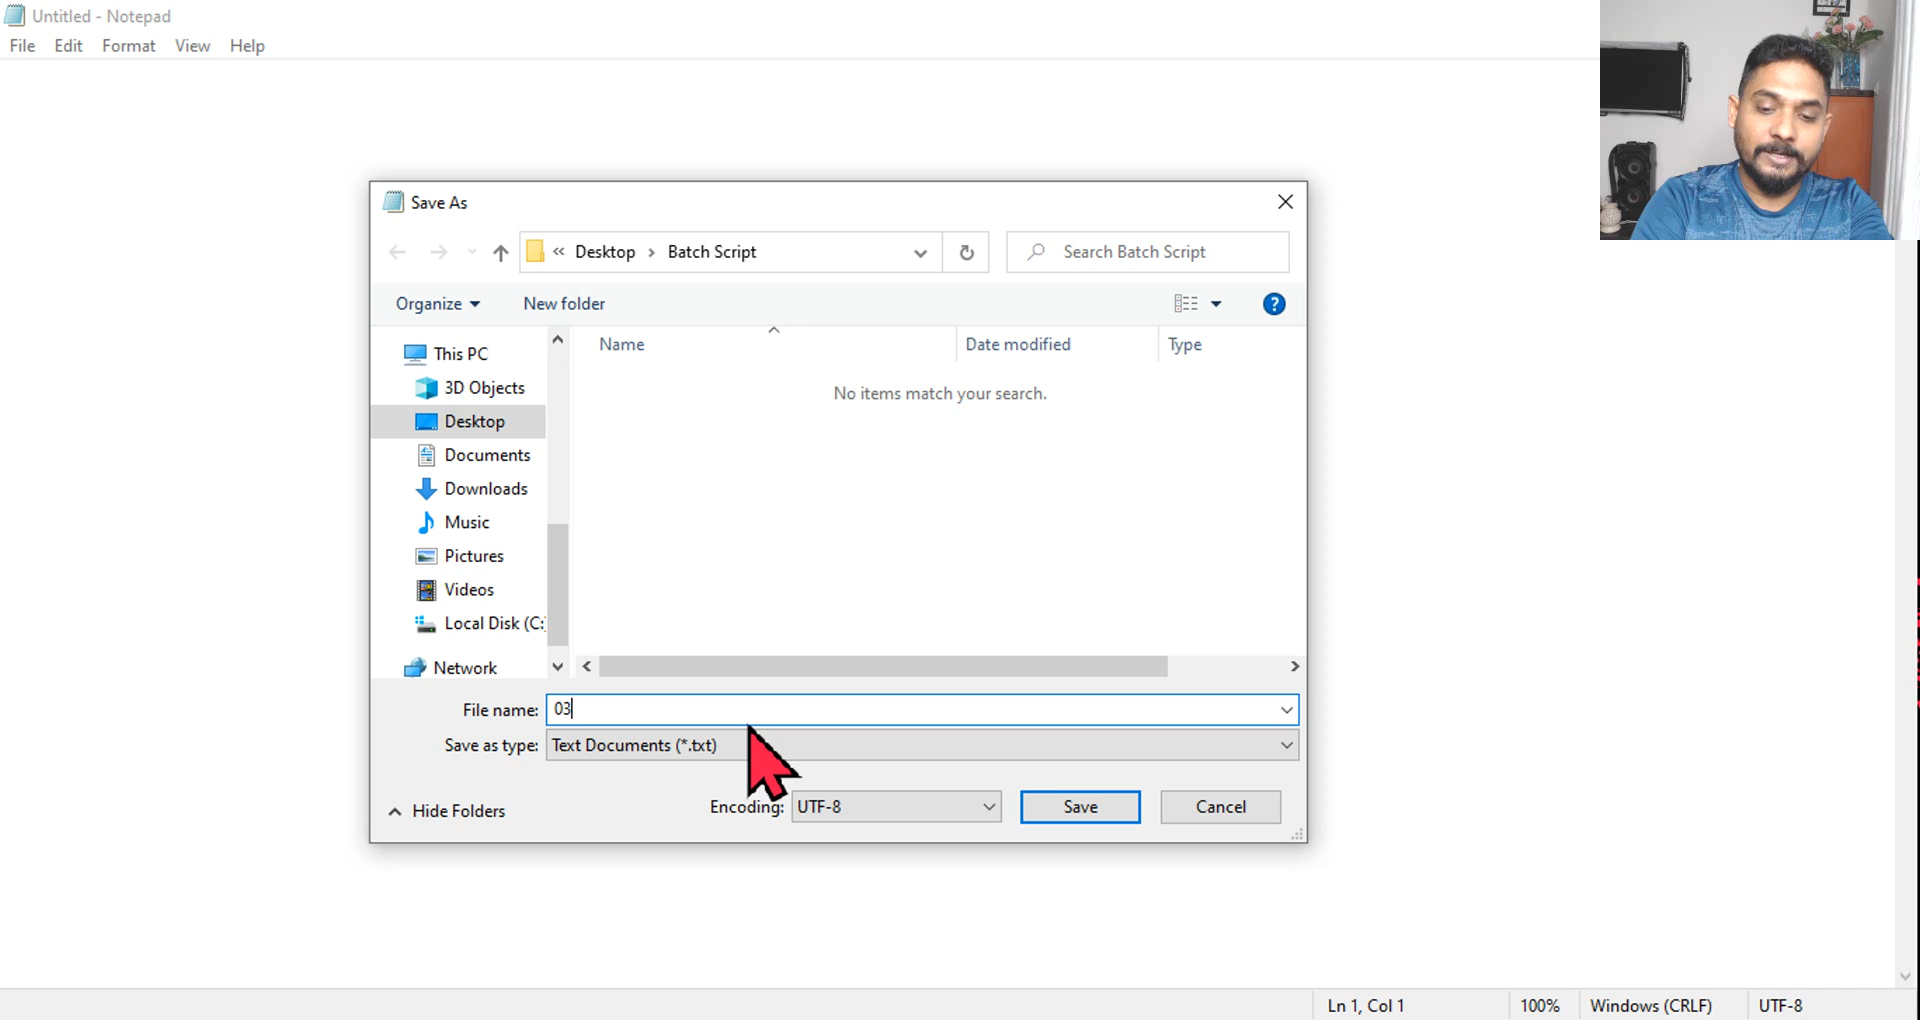 Untitled - Notepad
File Edit Format View Help
Save As
« Desktop › Batch Script
Search Batch Script
Organize New folder
?
This PC
3D Objects
Desktop
Documents
Downloads
Music
Pictures
Videos
Local Disk (C:
Network
Name Date modified Type
No items match your search.
File name: 03
Save as type: Text Documents (*.txt)
Hide Folders
Encoding: UTF-8
Save
Cancel
Ln 1, Col 1 100% Windows (CRLF) UTF-8